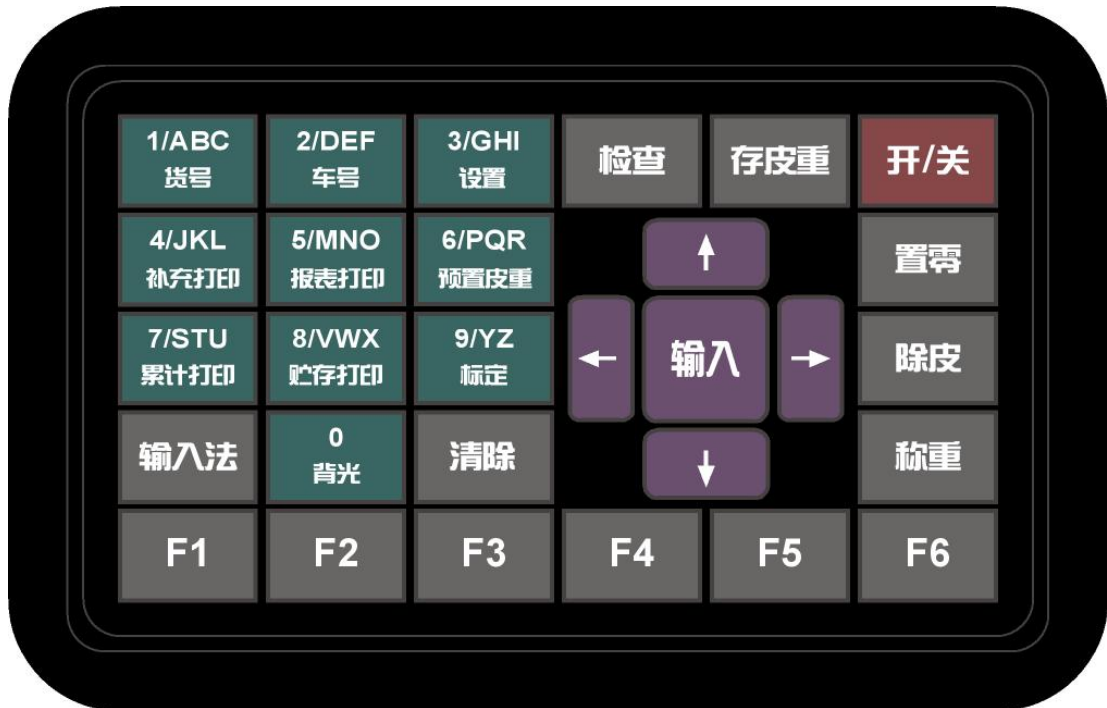 1/ABC
货号
2/DEF
车号
3/GHI
设置
检查
存皮重
开/关
4/JKL
补充打印
5/MNO
报表打印
6/PQR
预置皮重
置零
7/STU
累计打印
8/VWX
贮存打印
9/YZ
标定
输入
除皮
输入法
0
背光
清除
称重
F1
F2
F3
F4
F5
F6